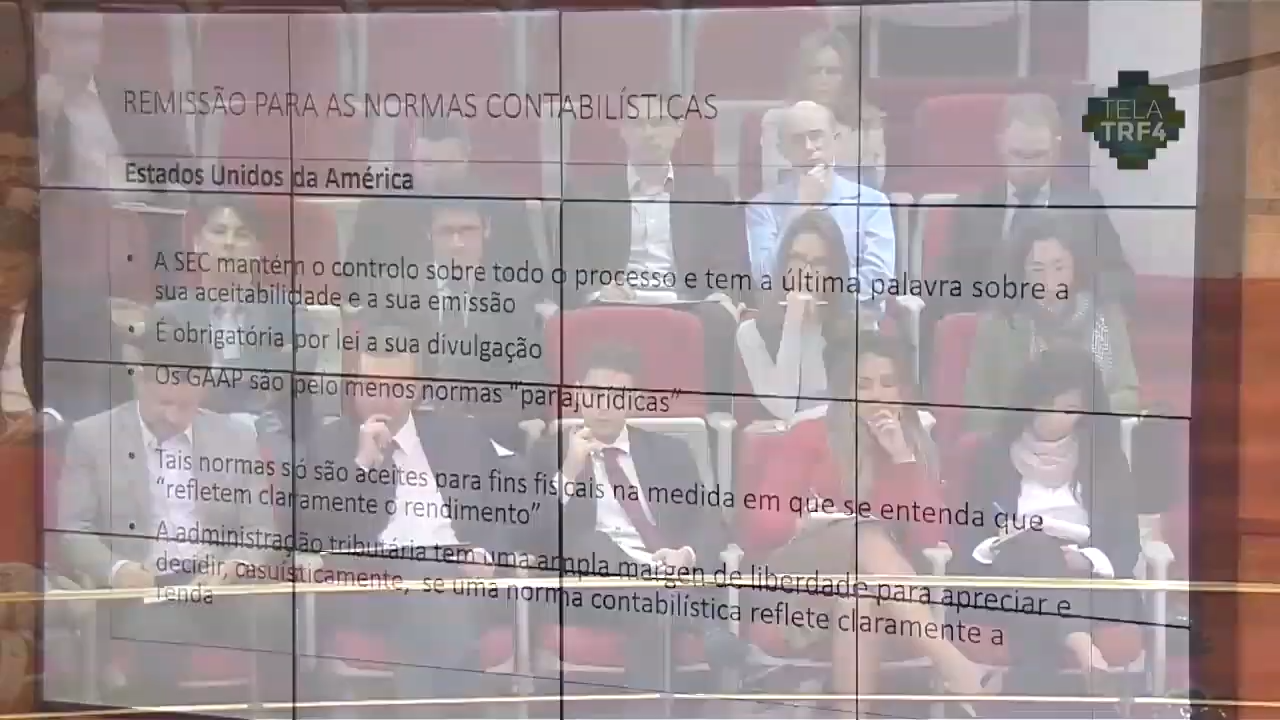 REMISSÃO PARA AS NORMAS CONTABILÍSTICAS
TELA
TRF4
Estados Unidos da América
• A SEC mantém o controlo sobre todo o processo e tem a última palavra sobre a
sua aceitabilidade e a sua emissão
• É obrigatória por lei a sua divulgação
• Os GAAP são pelo menos normas "parajurídicas"
• Tais normas só são aceites para fins fiscais na medida em que se entenda que
"refletem claramente o rendimento"
• A administração tributária tem uma ampla margen de liberdade para apreciar e
decidir, casuísticamente, se uma norma contabilística reflete claramente a
renda